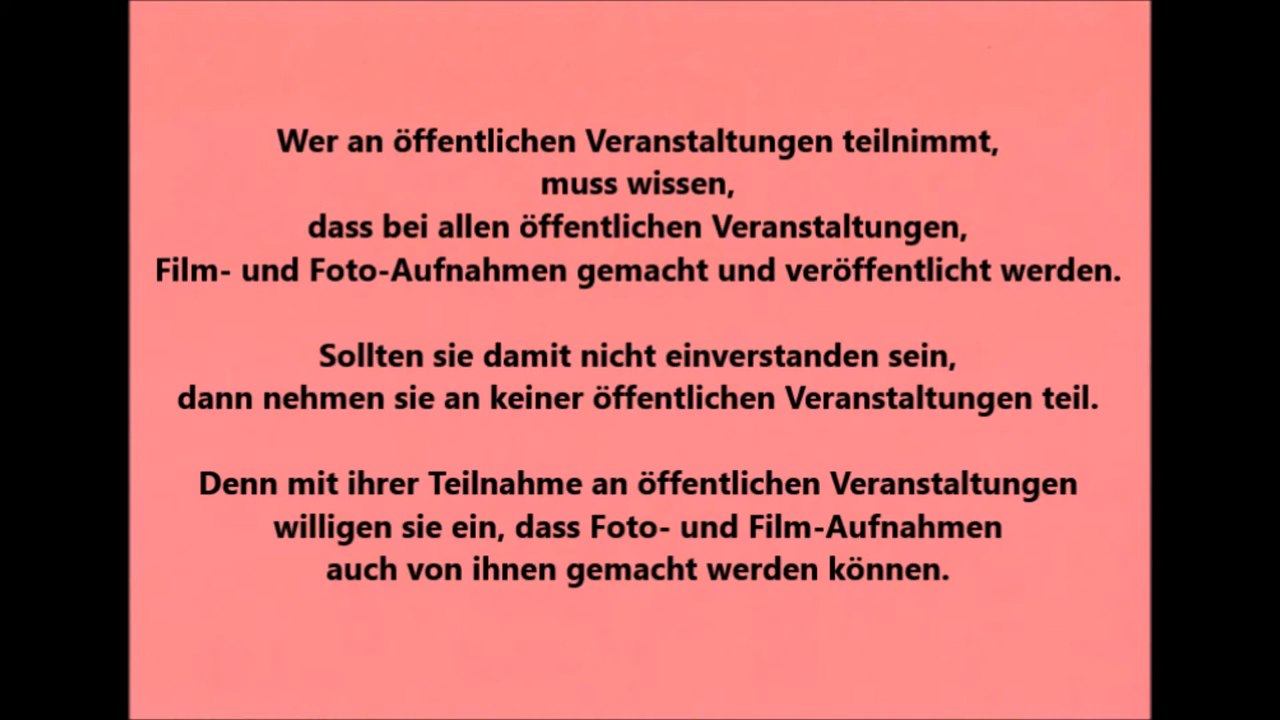 Wer an öffentlichen Veranstaltungen teilnimmt,
muss wissen,
dass bei allen öffentlichen Veranstaltungen,
Film- und Foto-Aufnahmen gemacht und veröffentlicht werden.
Sollten sie damit nicht einverstanden sein,
dann nehmen sie an keiner öffentlichen Veranstaltungen teil.
Denn mit ihrer Teilnahme an öffentlichen Veranstaltungen
willigen sie ein, dass Foto- und Film-Aufnahmen
auch von ihnen gemacht werden können.